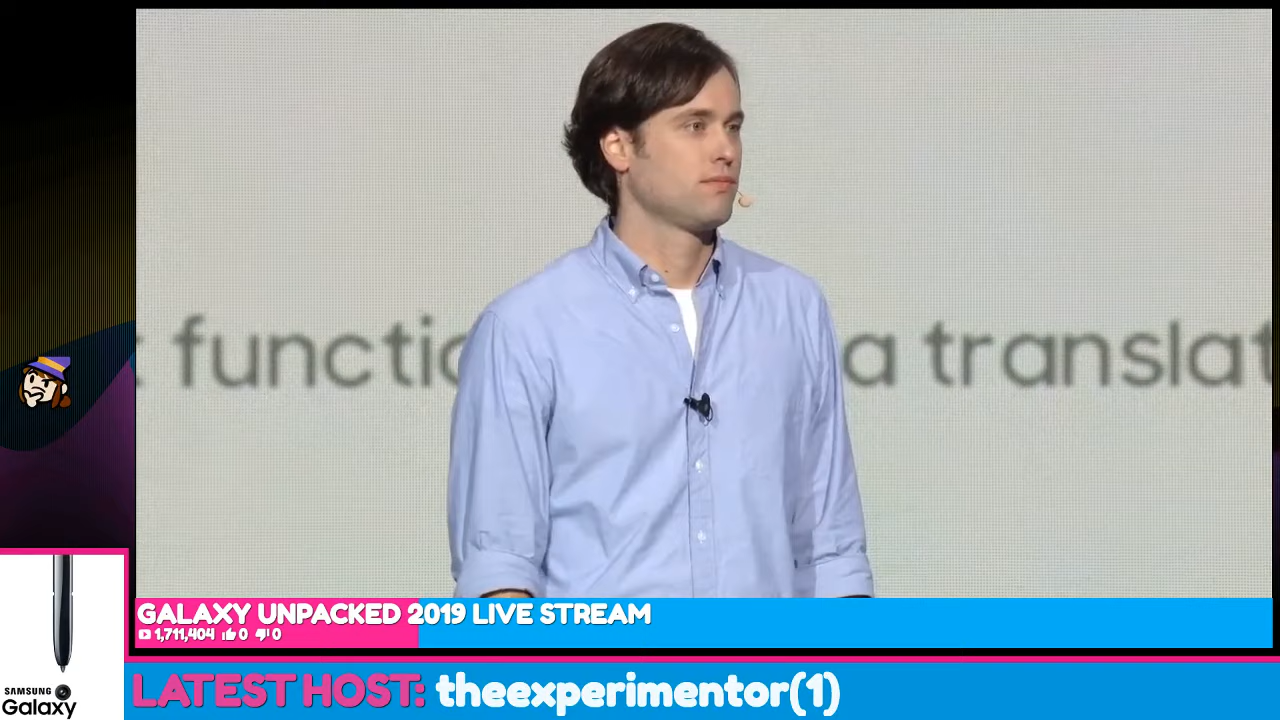 functio a translat
GALAXY UNPACKED 2019 LIVE STREAM
1,711,404 0 0
SAMSUNG
Galaxy
LATEST HOST: theexperimentor(1)